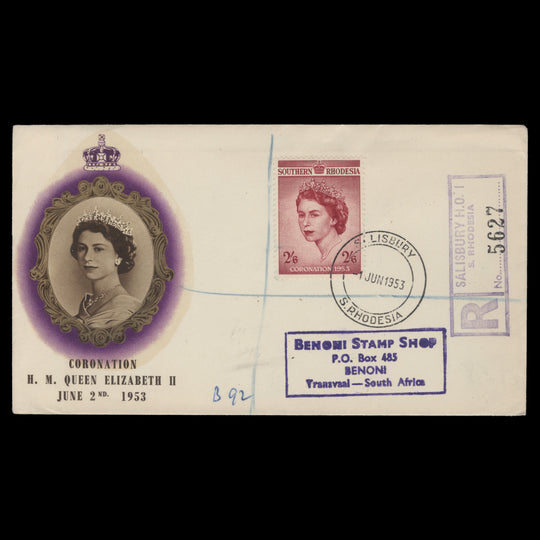 CORONATION
H. M. QUEEN ELIZABETH II
JUNE 2ND. 1953
SOUTHERN RHODESIA
2/6 2/6
CORONATION 1953
SALISBURY
1 JUN 1953
S. RHODESIA
R
SALISBURY H.O. 1
S. RHODESIA
No. 5627
BENONI STAMP SHOP
P.O. Box 485
BENONI
Transvaal—South Africa
B 92